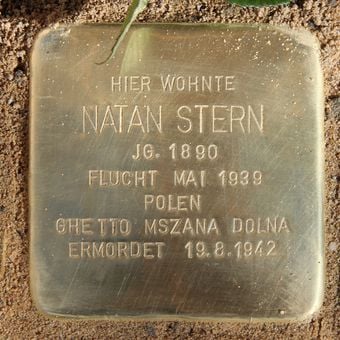 HIER WOHNTE
NATAN STERN
JG. 1890
FLUCHT MAI 1939
POLEN
GHETTO MSZANA DOLNA
ERMORDET 19.8.1942